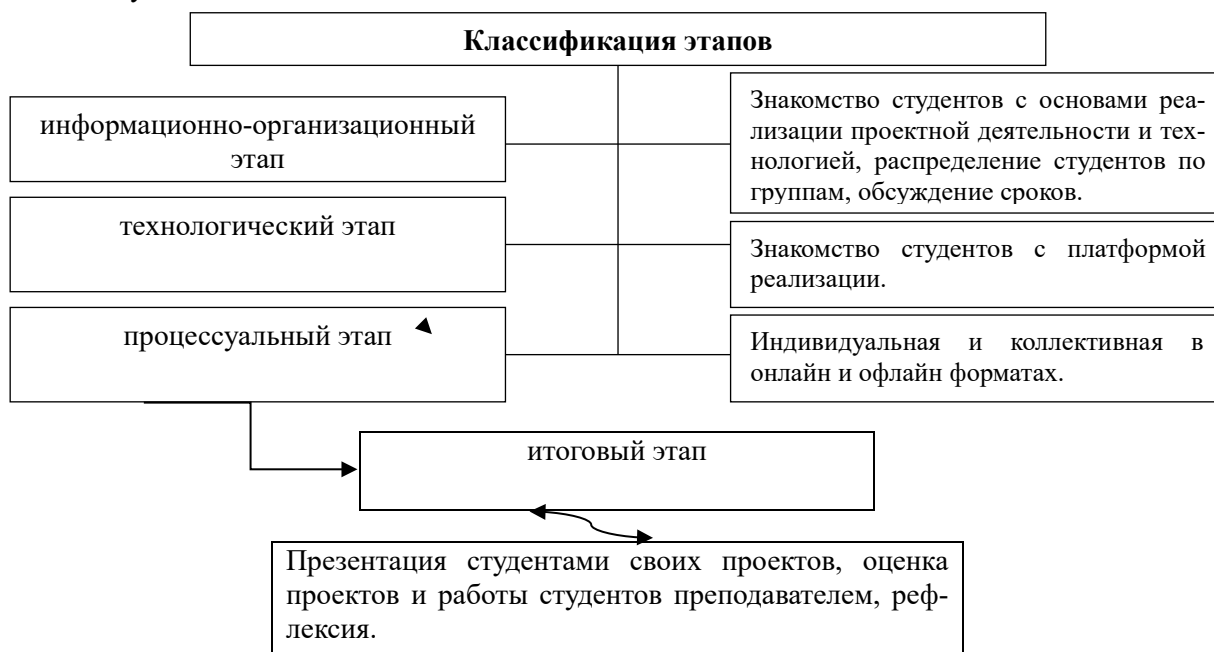 Классификация этапов
информационно-организационный
этап
Знакомство студентов с основами реа-
лизации проектной деятельности и тех-
нологией, распределение студентов по
группам, обсуждение сроков.
технологический этап
Знакомство студентов с платформой
реализации.
процессуальный этап
Индивидуальная и коллективная в
онлайн и офлайн форматах.
итоговый этап
Презентация студентами своих проектов, оценка
проектов и работы студентов преподавателем, реф-
лексия.